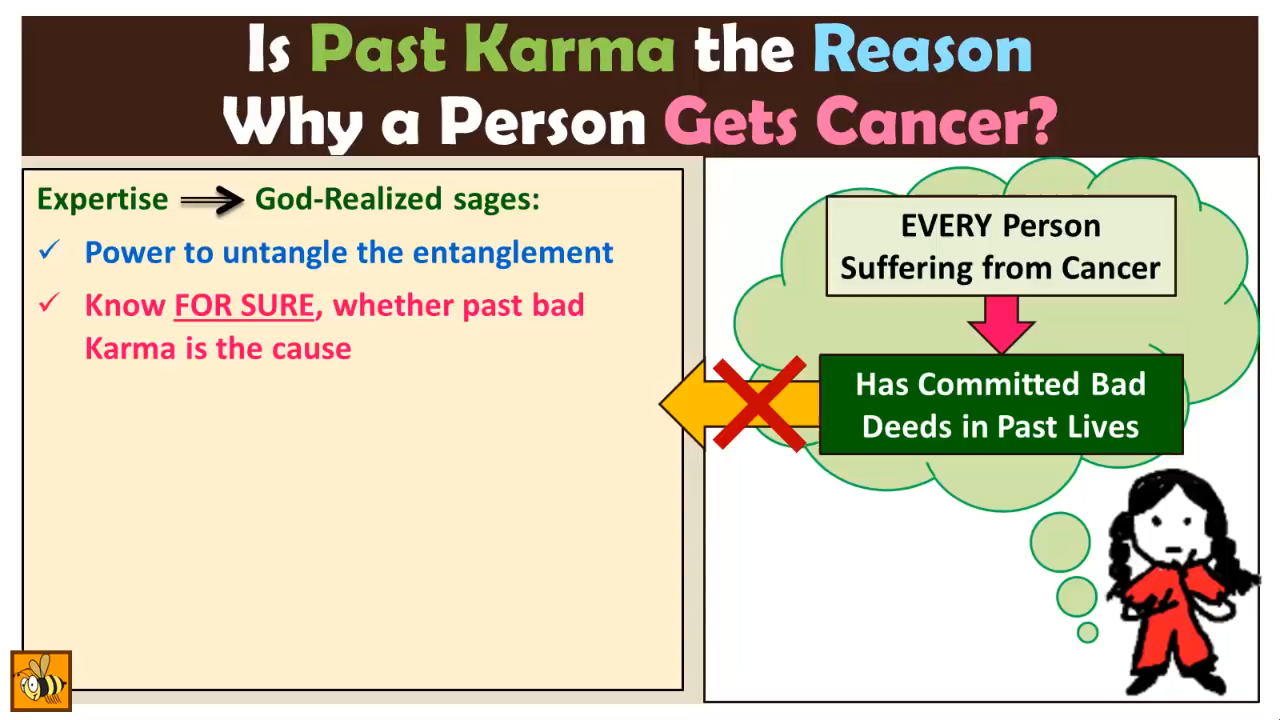 Is Past Karma the Reason
Why a Person Gets Cancer?
Expertise God-Realized sages:
Power to untangle the entanglement
Know FOR SURE, whether past bad
Karma is the cause
EVERY Person
Suffering from Cancer
Has Committed Bad
Deeds in Past Lives